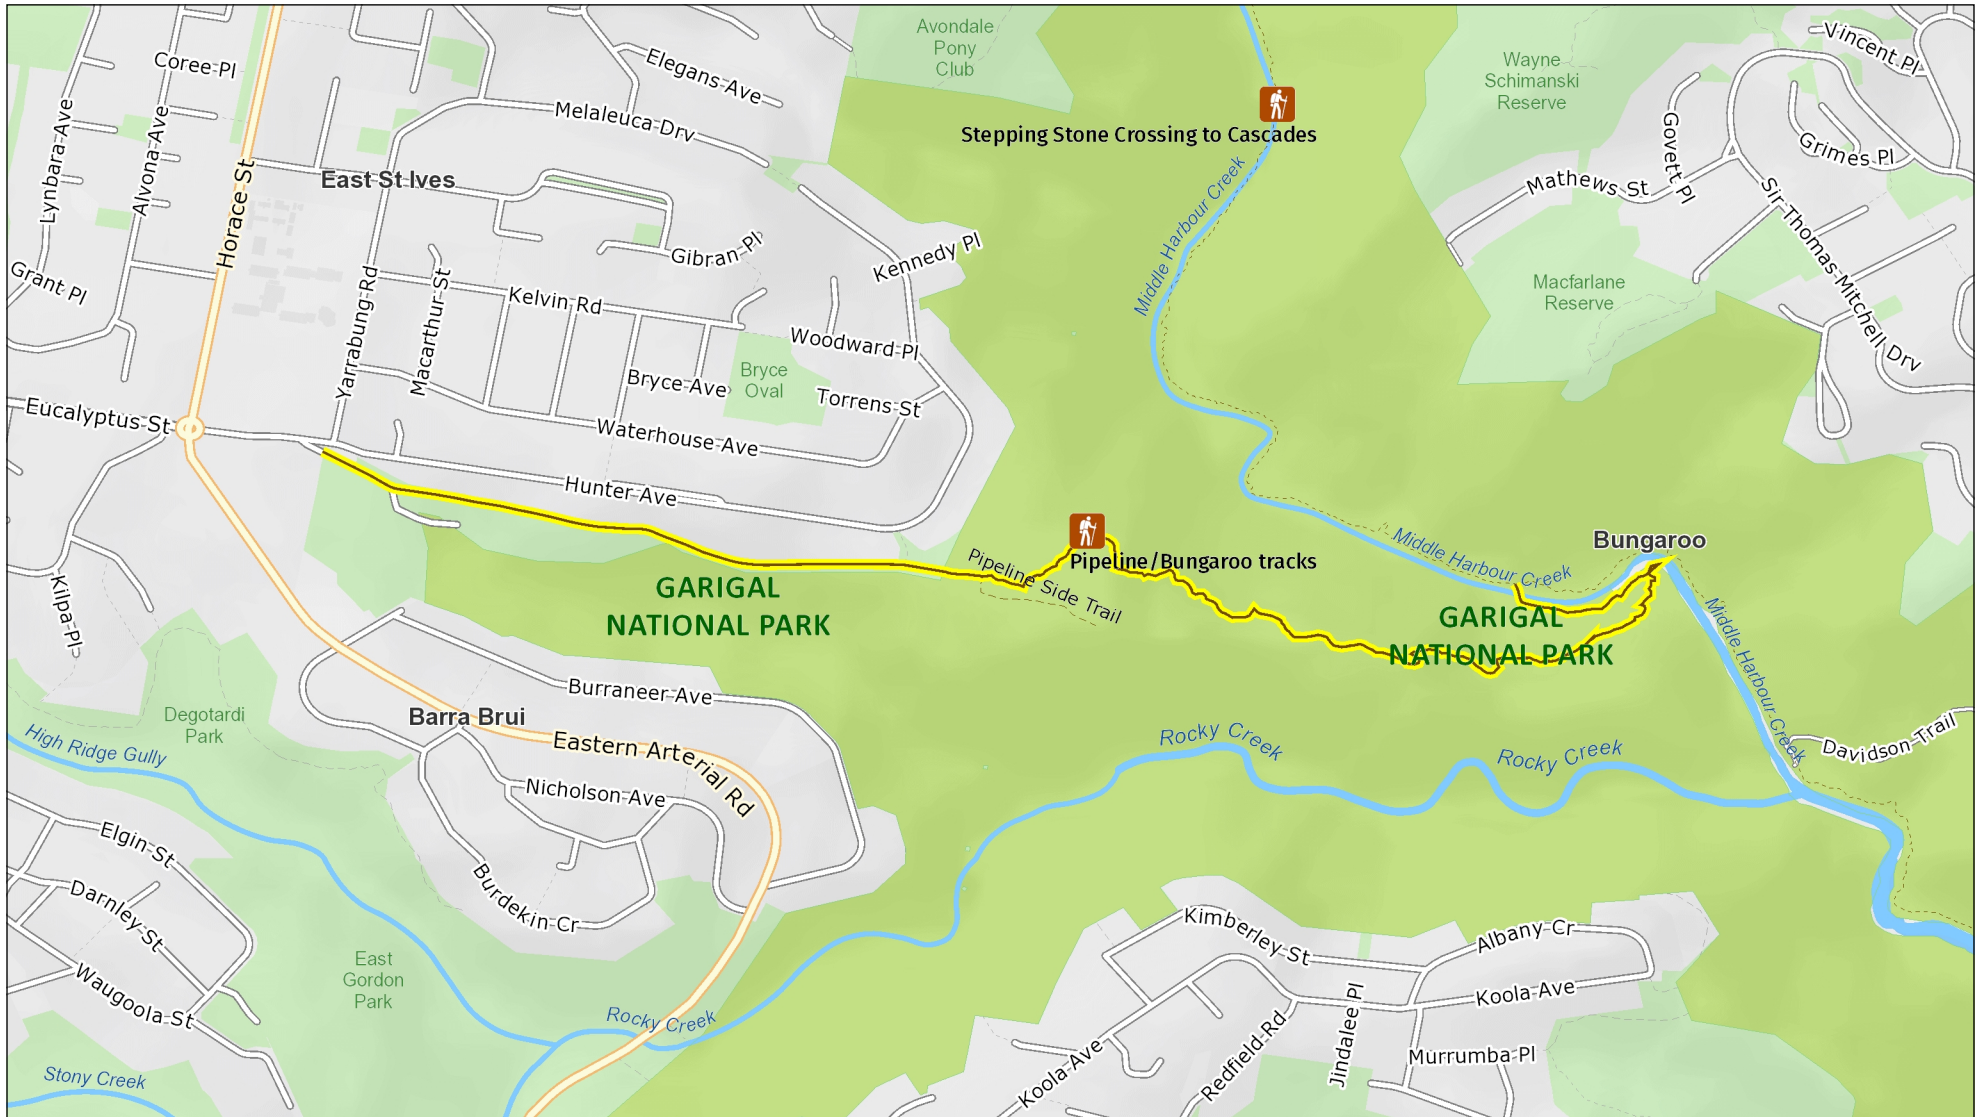 Avondale
Pony
Club
Wayne
Schimanski
Reserve
Vincent Pl
Coree Pl
Elegans Ave
Melaleuca Drv
Lynbara Ave
Alvona Ave
Stepping Stone Crossing to Cascades
Govett Pl
Grimes Pl
Horace St
East St Ives
Mathews St
Sir Thomas Mitchell Drv
Middle Harbour Creek
Gibran Pl
Kennedy Pl
Grant Pl
Yarrabung Rd
Macarthur St
Kelvin Rd
Macfarlane
Reserve
Woodward Pl
Bryce Ave
Bryce
Oval
Torrens St
Eucalyptus St
Waterhouse Ave
Hunter Ave
Middle Harbour Creek
Bungaroo
Pipeline/Bungaroo tracks
Pipeline Side Trail
GARIGAL
NATIONAL PARK
GARIGAL
NATIONAL PARK
Kilpa Pl
Middle Harbour Creek
Burraneer Ave
Degotardi
Park
Barra Brui
High Ridge Gully
Eastern Arterial Rd
Rocky Creek
Rocky Creek
Davidson Trail
Nicholson Ave
Elgin St
Darnley St
Burdekin Cr
Kimberley St
Albany Cr
East
Gordon
Park
Waugoola St
Koola Ave
Rocky Creek
Redfield Rd
Jindalee Pl
Koola Ave
Murrumba Pl
Stony Creek